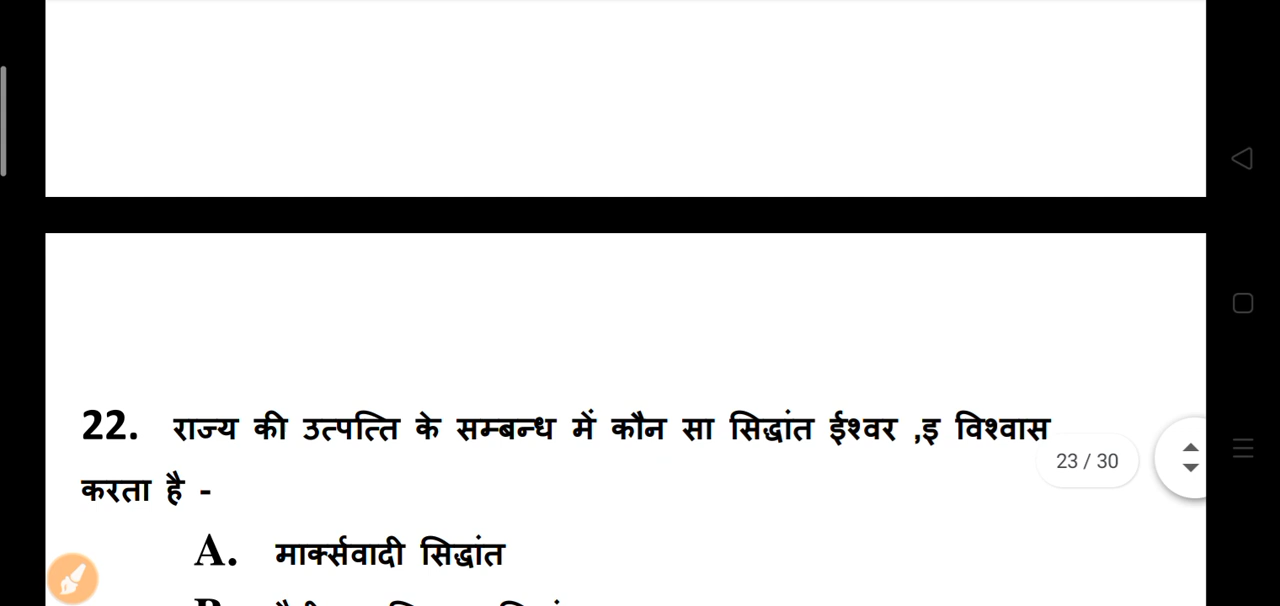 22. राज्य की उत्पत्ति के सम्बन्ध में कौन सा सिद्धांत ईश्वर ,इ विश्वास
23 / 30
करता है -
A. मार्क्सवादी सिद्धांत